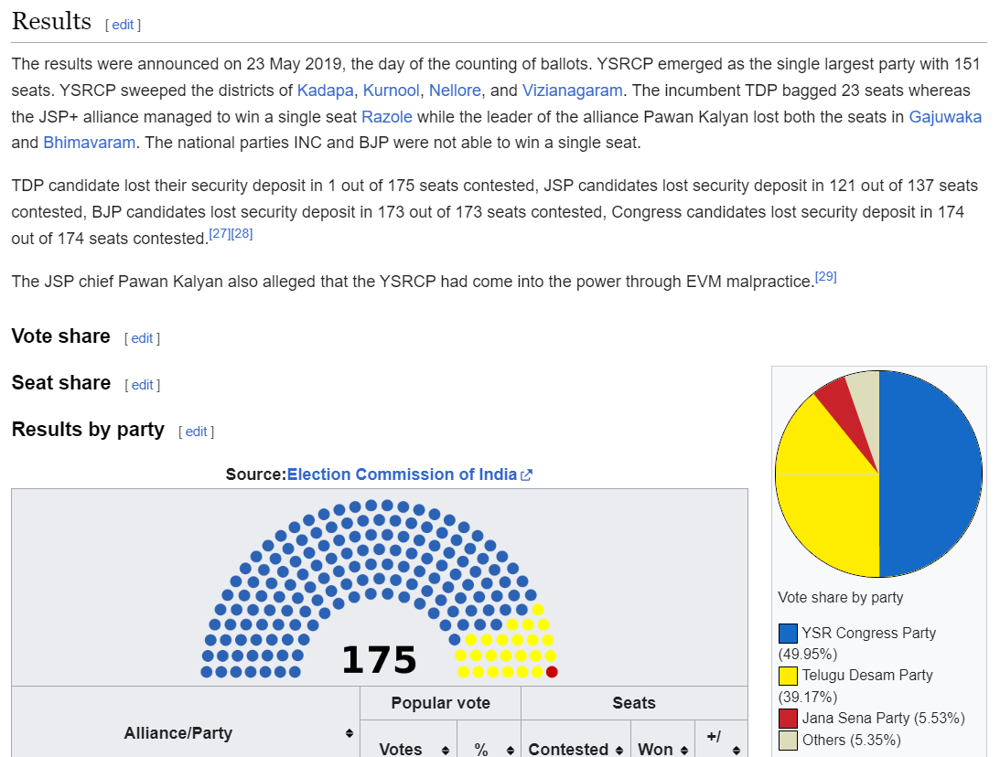 Results [ edit ]
The results were announced on 23 May 2019, the day of the counting of ballots. YSRCP emerged as the single largest party with 151
seats. YSRCP sweeped the districts of Kadapa, Kurnool, Nellore, and Vizianagaram. The incumbent TDP bagged 23 seats whereas
the JSP+ alliance managed to win a single seat Razole while the leader of the alliance Pawan Kalyan lost both the seats in Gajuwaka
and Bhimavaram. The national parties INC and BJP were not able to win a single seat.
TDP candidate lost their security deposit in 1 out of 175 seats contested, JSP candidates lost security deposit in 121 out of 137 seats
contested, BJP candidates lost security deposit in 173 out of 173 seats contested, Congress candidates lost security deposit in 174
out of 174 seats contested.[27][28]
The JSP chief Pawan Kalyan also alleged that the YSRCP had come into the power through EVM malpractice.[29]
Vote share [ edit ]
Seat share [ edit ]
Results by party [ edit ]
Source:Election Commission of India
175
Popular vote Seats
Alliance/Party
Votes % Contested Won +/
Vote share by party
YSR Congress Party
(49.95%)
Telugu Desam Party
(39.17%)
Jana Sena Party (5.53%)
Others (5.35%)